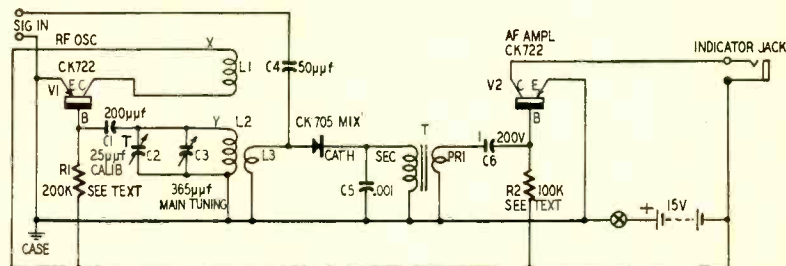 SIG IN
RF OSC
CK722
V1
E C
B
X
L1
C4
50µµf
200µµf
C1
T
25µµf
C2
CALIB
C3
365µµf
MAIN TUNING
Y
L2
L3
R1
200K
SEE TEXT
CASE
CK705 MIX
CATH
C5
.001
T
SEC
PRI
.1
200V
C6
AF AMPL
CK722
V2
C E
B
R2
100K
SEE TEXT
INDICATOR JACK
+
15V